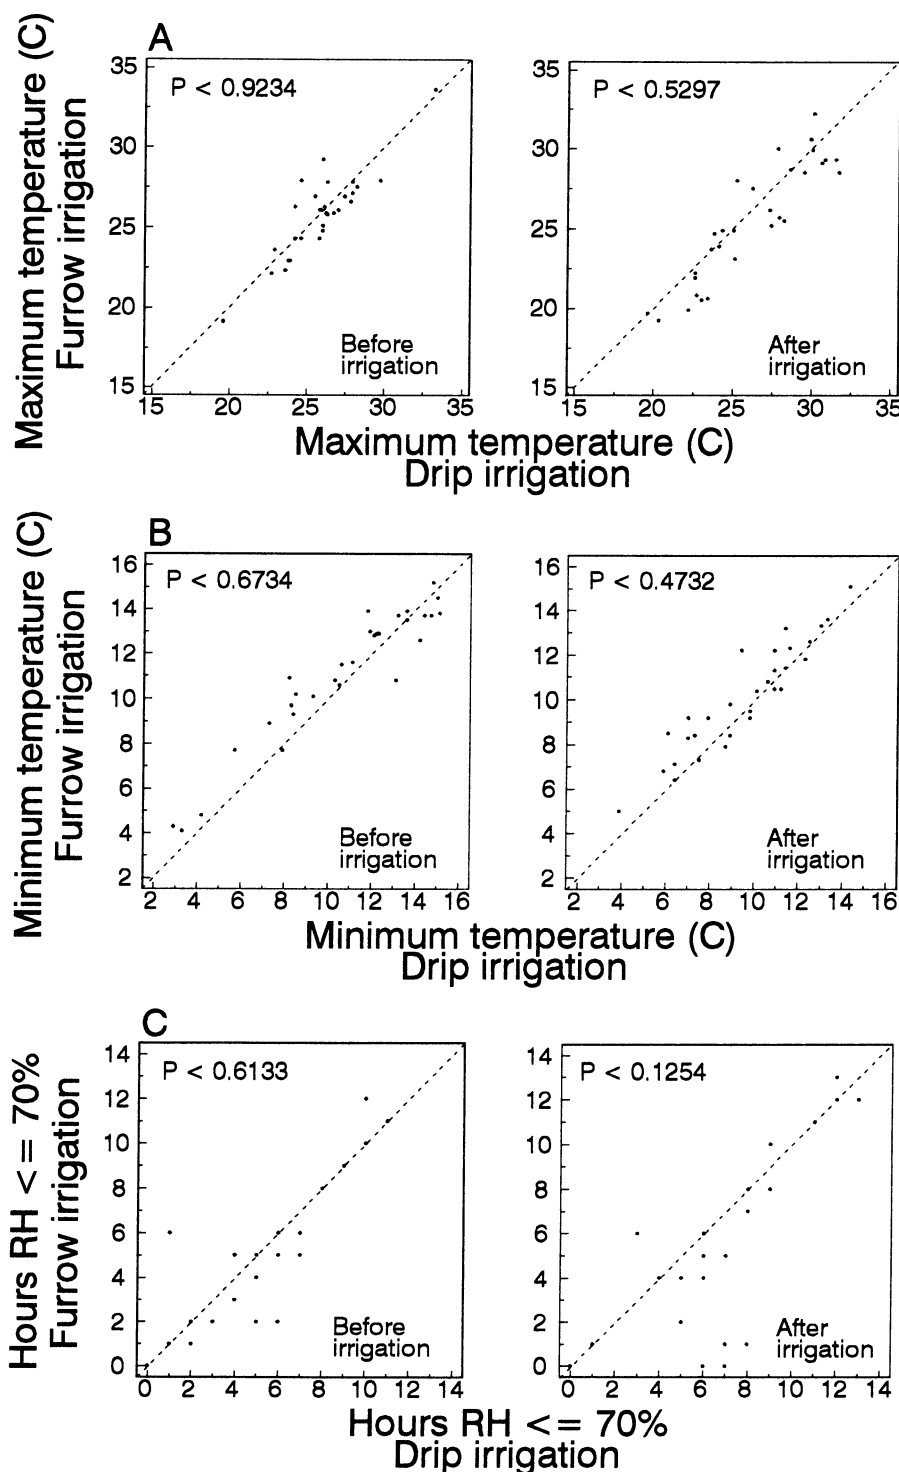 A
Maximum temperature (C)
Furrow irrigation
35
30
25
20
15
P < 0.9234
Before
irrigation
15 20 25 30 35
35
30
25
20
15
P < 0.5297
After
irrigation
15 20 25 30 35
Maximum temperature (C)
Drip irrigation
B
Minimum temperature (C)
Furrow irrigation
16
14
12
10
8
6
4
2
P < 0.6734
Before
irrigation
2 4 6 8 10 12 14 16
16
14
12
10
8
6
4
2
P < 0.4732
After
irrigation
2 4 6 8 10 12 14 16
Minimum temperature (C)
Drip irrigation
C
Hours RH <= 70%
Furrow irrigation
14
12
10
8
6
4
2
0
P < 0.6133
Before
irrigation
0 2 4 6 8 10 12 14
14
12
10
8
6
4
2
0
P < 0.1254
After
irrigation
0 2 4 6 8 10 12 14
Hours RH <= 70%
Drip irrigation